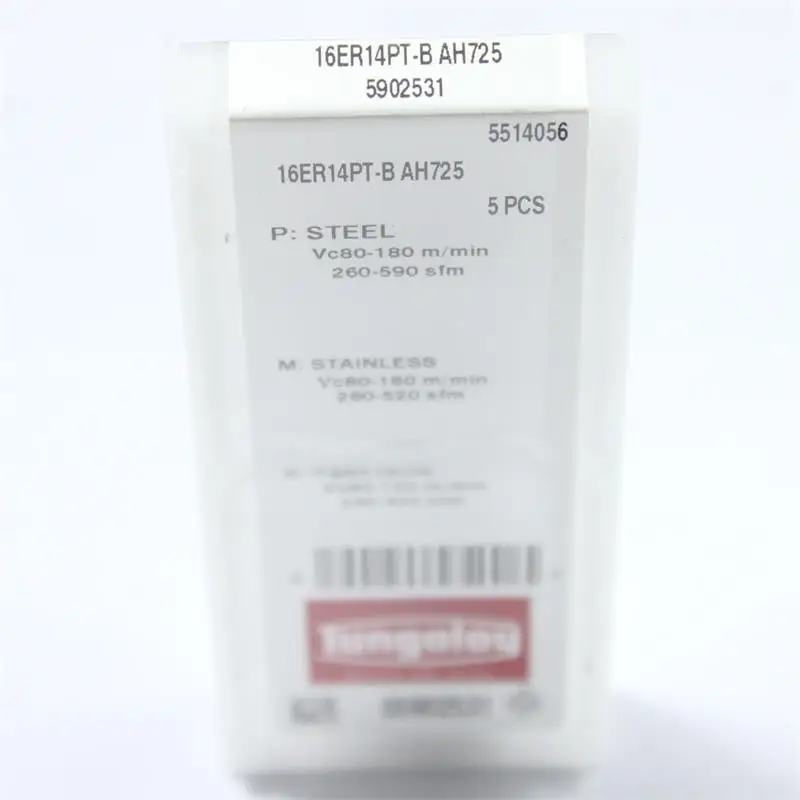 16ER14PT-B AH725
5902531
5514056
16ER14PT-B AH725
5 PCS
P: STEEL
Vc80-180 m/min
260-590 sfm
M: STAINLESS
Vc80-160 m/min
260-520 sfm
Tungaloy